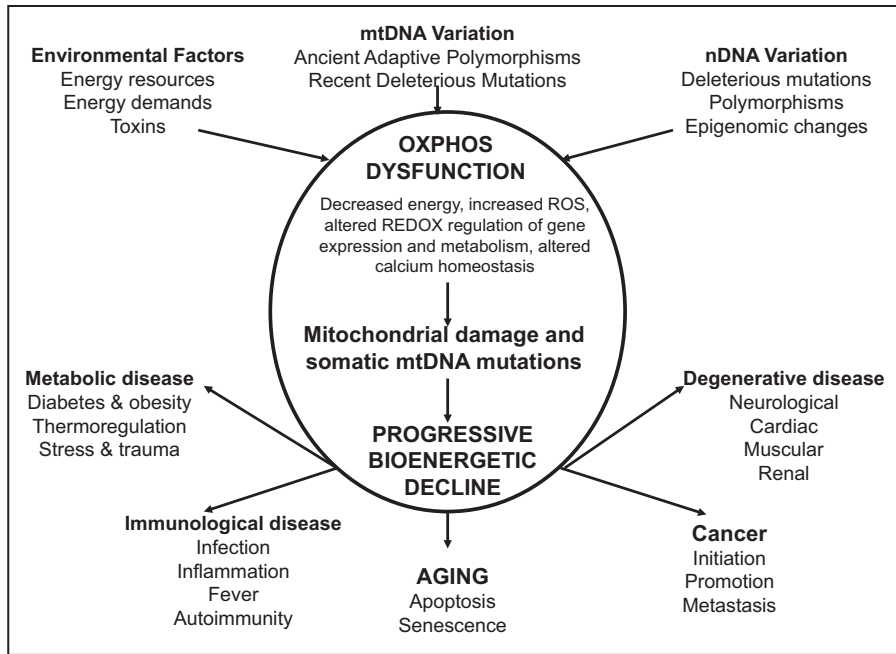 Environmental Factors
Energy resources
Energy demands
Toxins
mtDNA Variation
Ancient Adaptive Polymorphisms
Recent Deleterious Mutations
nDNA Variation
Deleterious mutations
Polymorphisms
Epigenomic changes
OXPHOS
DYSFUNCTION
Decreased energy, increased ROS,
altered REDOX regulation of gene
expression and metabolism, altered
calcium homeostasis
Mitochondrial damage and
somatic mtDNA mutations
PROGRESSIVE
BIOENERGETIC
DECLINE
Metabolic disease
Diabetes & obesity
Thermoregulation
Stress & trauma
Degenerative disease
Neurological
Cardiac
Muscular
Renal
Immunological disease
Infection
Inflammation
Fever
Autoimmunity
AGING
Apoptosis
Senescence
Cancer
Initiation
Promotion
Metastasis